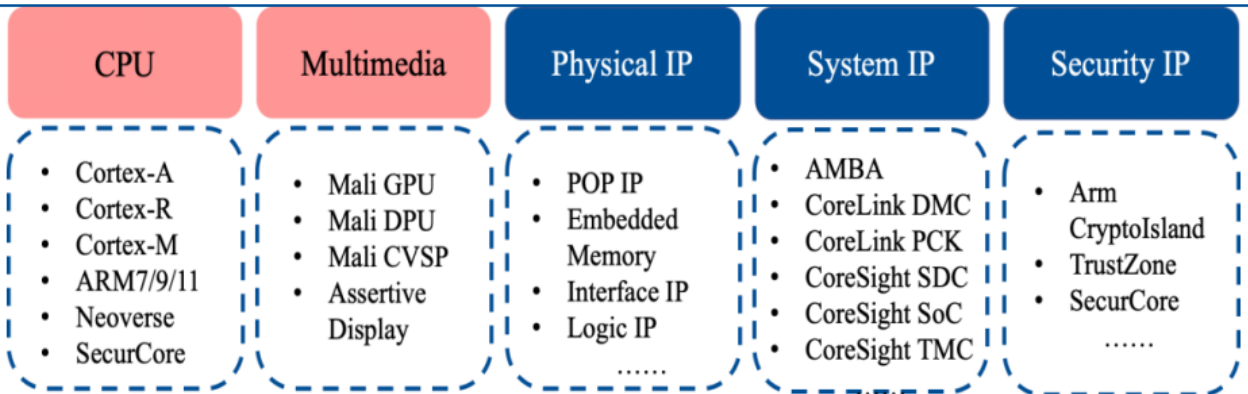 CPU
Multimedia
Physical IP
System IP
Security IP
• Cortex-A
• Cortex-R
• Cortex-M
• ARM7/9/11
• Neoverse
• SecurCore
• Mali GPU
• Mali DPU
• Mali CVSP
• Assertive
Display
• POP IP
• Embedded
Memory
• Interface IP
• Logic IP
......
• AMBA
• CoreLink DMC
• CoreLink PCK
• CoreSight SDC
• CoreSight SoC
• CoreSight TMC
• Arm
CryptoIsland
• TrustZone
• SecurCore
......